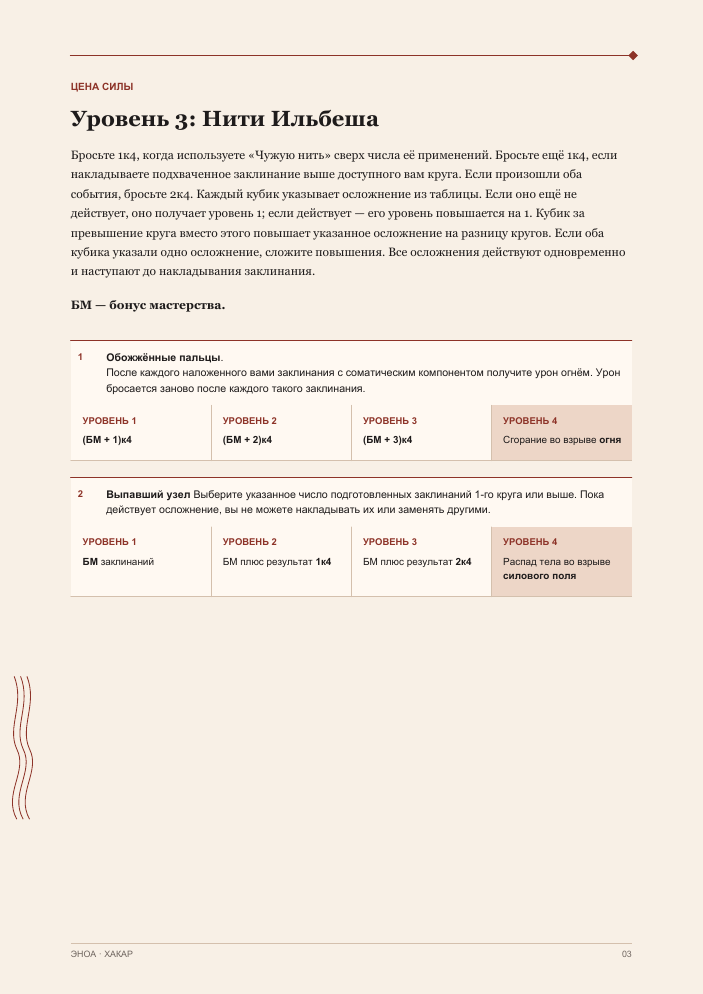 ЦЕНА СИЛЫ
Уровень 3: Нити Ильбеша
Бросьте 1к4, когда используете «Чужую нить» сверх числа её применений. Бросьте ещё 1к4, если
накладываете подхваченное заклинание выше доступного вам круга. Если произошли оба
события, бросьте 2к4. Каждый кубик указывает осложнение из таблицы. Если оно ещё не
действует, оно получает уровень 1; если действует — его уровень повышается на 1. Кубик за
превышение круга вместо этого повышает указанное осложнение на разницу кругов. Если оба
кубика указали одно осложнение, сложите повышения. Все осложнения действуют одновременно
и наступают до накладывания заклинания.
БМ — бонус мастерства.
1 Обожжённые пальцы.
После каждого наложенного вами заклинания с соматическим компонентом получите урон огнём. Урон
бросается заново после каждого такого заклинания.
УРОВЕНЬ 1 УРОВЕНЬ 2 УРОВЕНЬ 3 УРОВЕНЬ 4
(БМ + 1)к4 (БМ + 2)к4 (БМ + 3)к4 Сгорание во взрыве огня
2 Выпавший узел Выберите указанное число подготовленных заклинаний 1-го круга или выше. Пока
действует осложнение, вы не можете накладывать их или заменять другими.
УРОВЕНЬ 1 УРОВЕНЬ 2 УРОВЕНЬ 3 УРОВЕНЬ 4
БМ заклинаний БМ плюс результат 1к4 БМ плюс результат 2к4 Распад тела во взрыве
силового поля
ЭНОА · ХАКАР 03